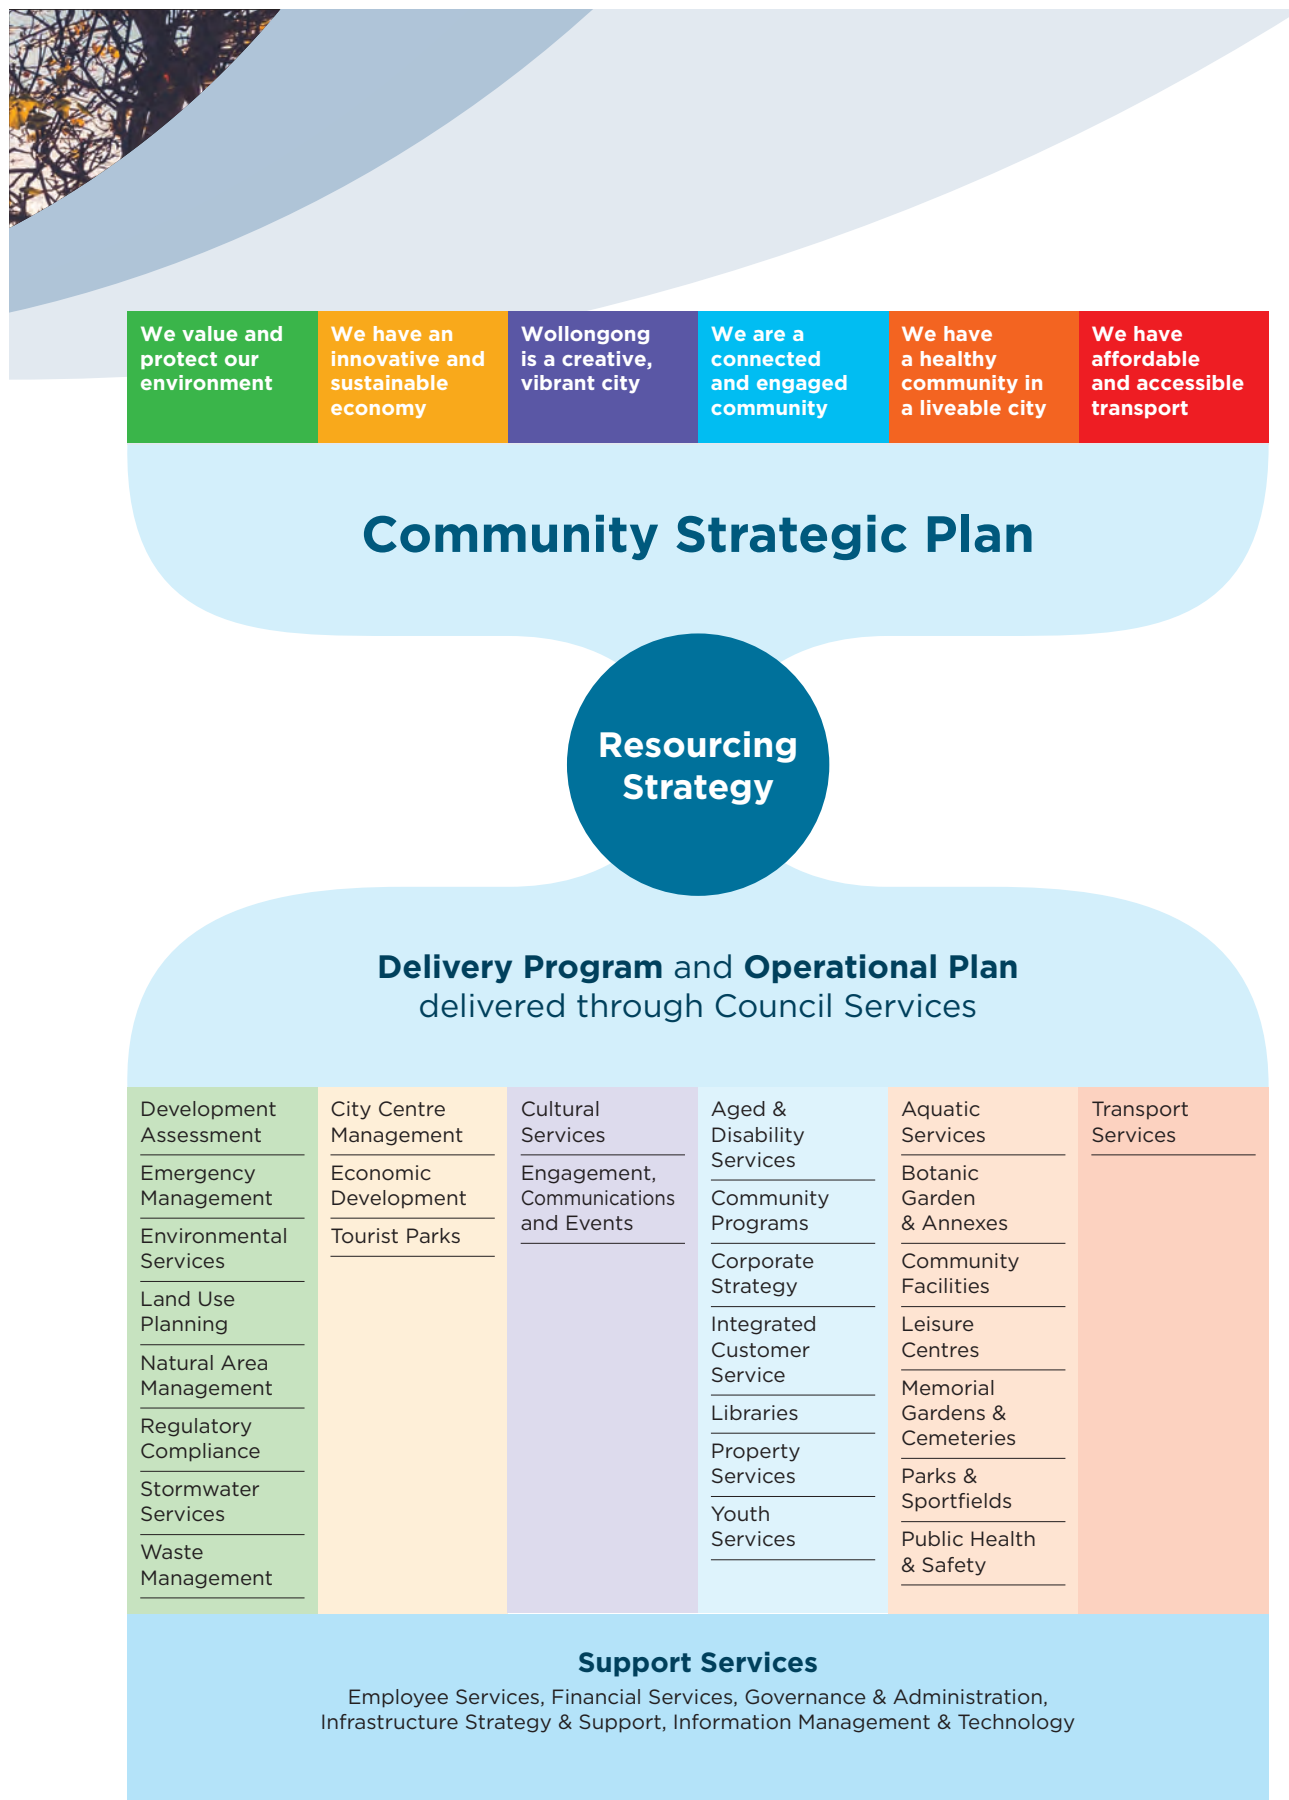 We value and
protect our
environment
We have an
innovative and
sustainable
economy
Wollongong
is a creative,
vibrant city
We are a
connected
and engaged
community
We have
a healthy
community in
a liveable city
We have
affordable
and accessible
transport
Community Strategic Plan
Resourcing
Strategy
Delivery Program and Operational Plan
delivered through Council Services
Development
Assessment
Emergency
Management
Environmental
Services
Land Use
Planning
Natural Area
Management
Regulatory
Compliance
Stormwater
Services
Waste
Management
City Centre
Management
Economic
Development
Tourist Parks
Cultural
Services
Engagement,
Communications
and Events
Aged &
Disability
Services
Community
Programs
Corporate
Strategy
Integrated
Customer
Service
Libraries
Property
Services
Youth
Services
Aquatic
Services
Botanic
Garden
& Annexes
Community
Facilities
Leisure
Centres
Memorial
Gardens &
Cemeteries
Parks &
Sportfields
Public Health
& Safety
Transport
Services
Support Services
Employee Services, Financial Services, Governance & Administration,
Infrastructure Strategy & Support, Information Management & Technology